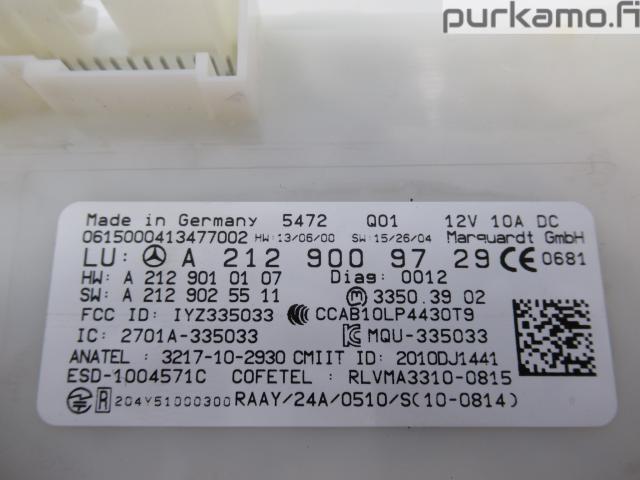 purkamo.fi
Made in Germany 5472 Q01 12V 10A DC
0615000413477002 HW:13/06/00 SW:15/26/04 Marquardt GmbH
LU: A 212 900 97 29 CE 0681
HW: A 212 901 01 07 Diag: 0012
SW: A 212 902 55 11 M 3350.39 02
FCC ID: IYZ335033 CCAB10LP4430T9
IC: 2701A-335033 MQU-335033
ANATEL : 3217-10-2930 CMIIT ID: 2010DJ1441
ESD-1004571C COFETEL : RLVMA3310-0815
R 204Y51000300 RAAY/24A/0510/S(10-0814)